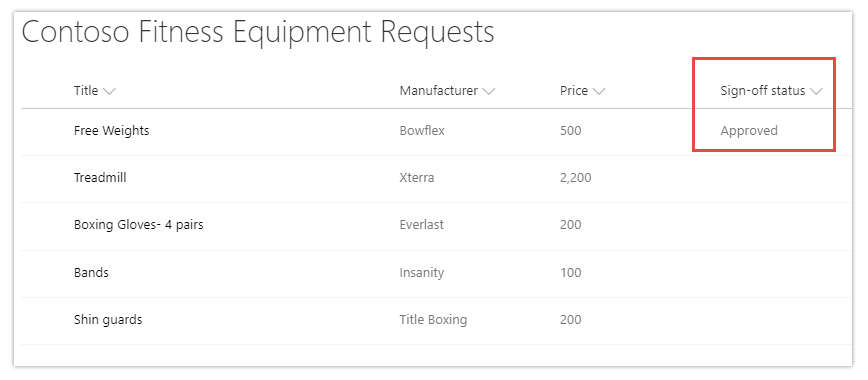 Contoso Fitness Equipment Requests
Title Manufacturer Price Sign-off status
Free Weights Bowflex 500 Approved
Treadmill Xterra 2,200
Boxing Gloves- 4 pairs Everlast 200
Bands Insanity 100
Shin guards Title Boxing 200